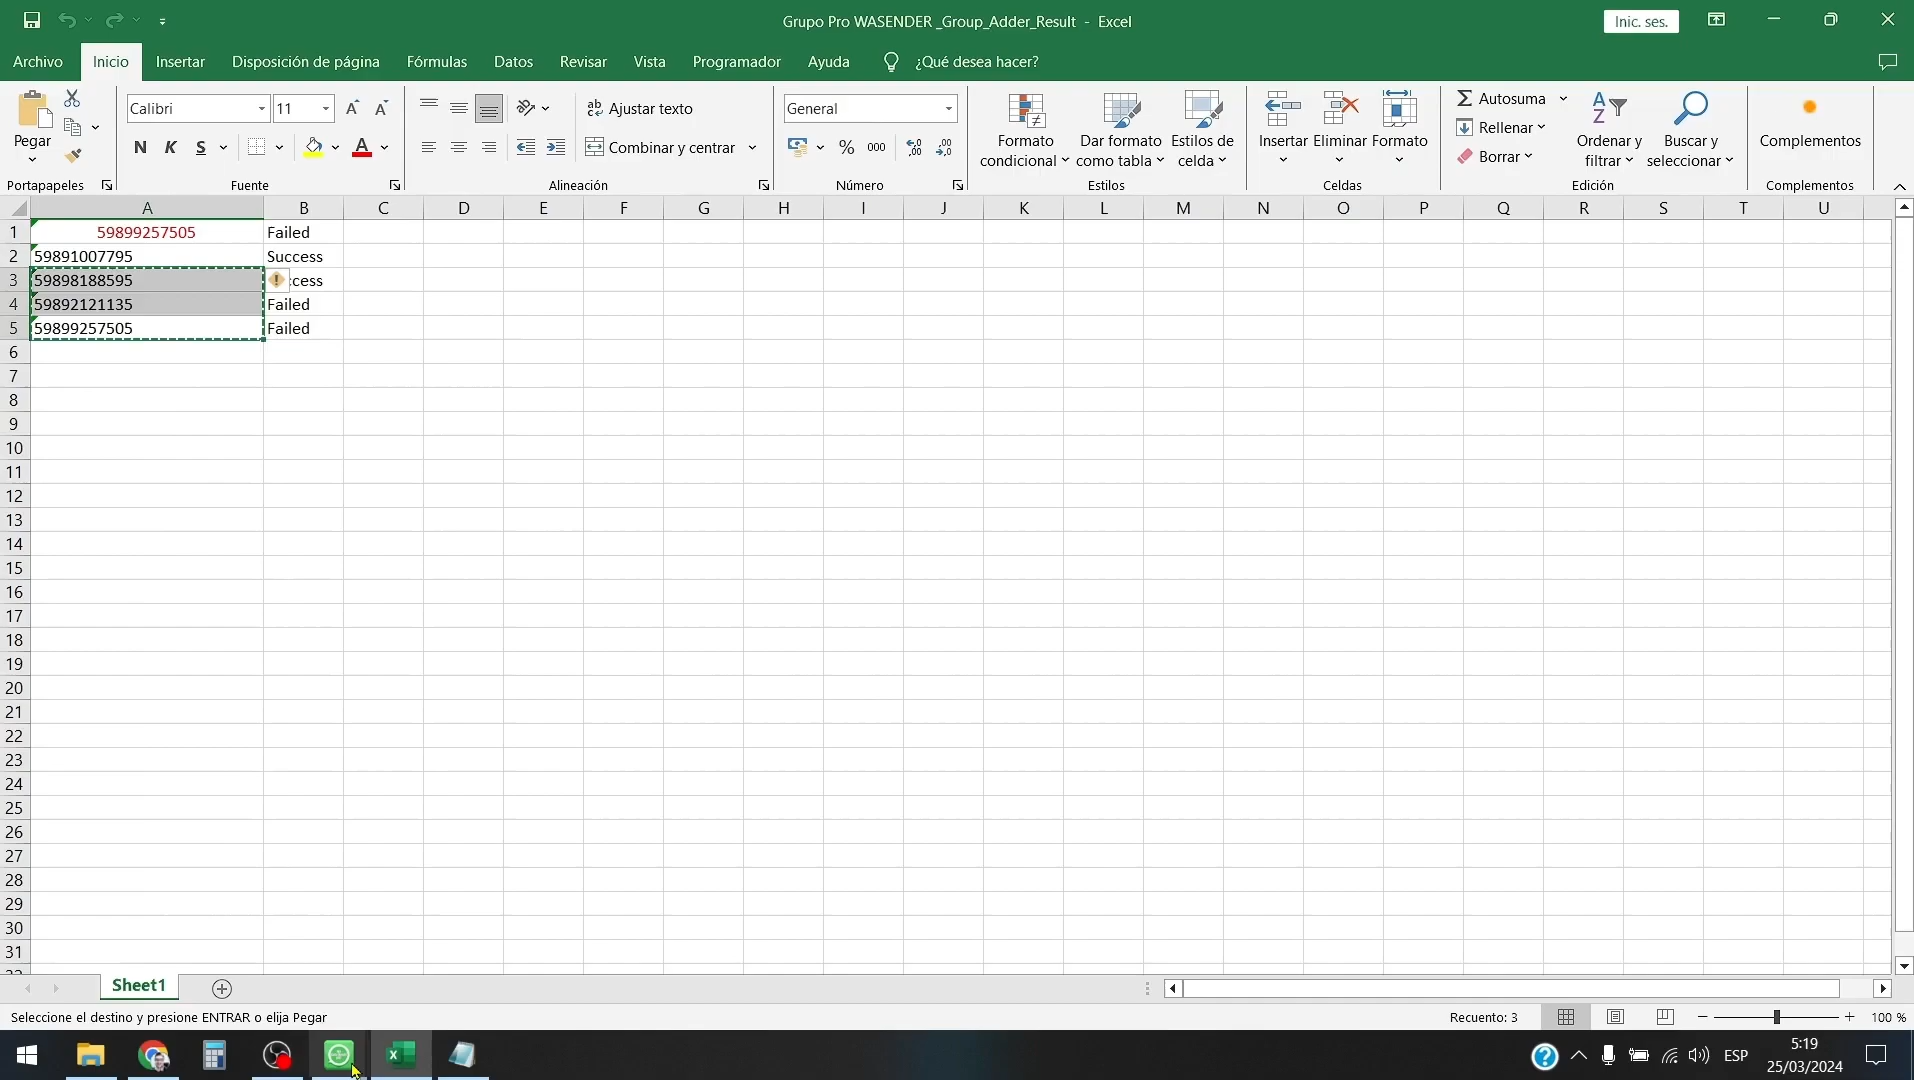 Grupo Pro WASENDER _Group_Adder_Result - Excel
Inic. ses.
Archivo Inicio Insertar Disposición de página Fórmulas Datos Revisar Vista Programador Ayuda ¿Qué desea hacer?
Pegar
Portapapeles
Calibri 11
N K S
Fuente
Ajustar texto
Combinar y centrar
Alineación
General
% 000
Número
Formato condicional
Dar formato como tabla
Estilos de celda
Estilos
Insertar Eliminar Formato
Celdas
Autosuma
Rellenar
Borrar
Ordenar y filtrar
Buscar y seleccionar
Edición
Complementos
Complementos
A B C D E F G H I J K L M N O P Q R S T U
1 59899257505 Failed
2 59891007795 Success
3 59898188595 ccess
4 59892121135 Failed
5 59899257505 Failed
6
7
8
9
10
11
12
13
14
15
16
17
18
19
20
21
22
23
24
25
26
27
28
29
30
31
Sheet1
Seleccione el destino y presione ENTRAR o elija Pegar
Recuento: 3
100 %
ESP
5:19
25/03/2024